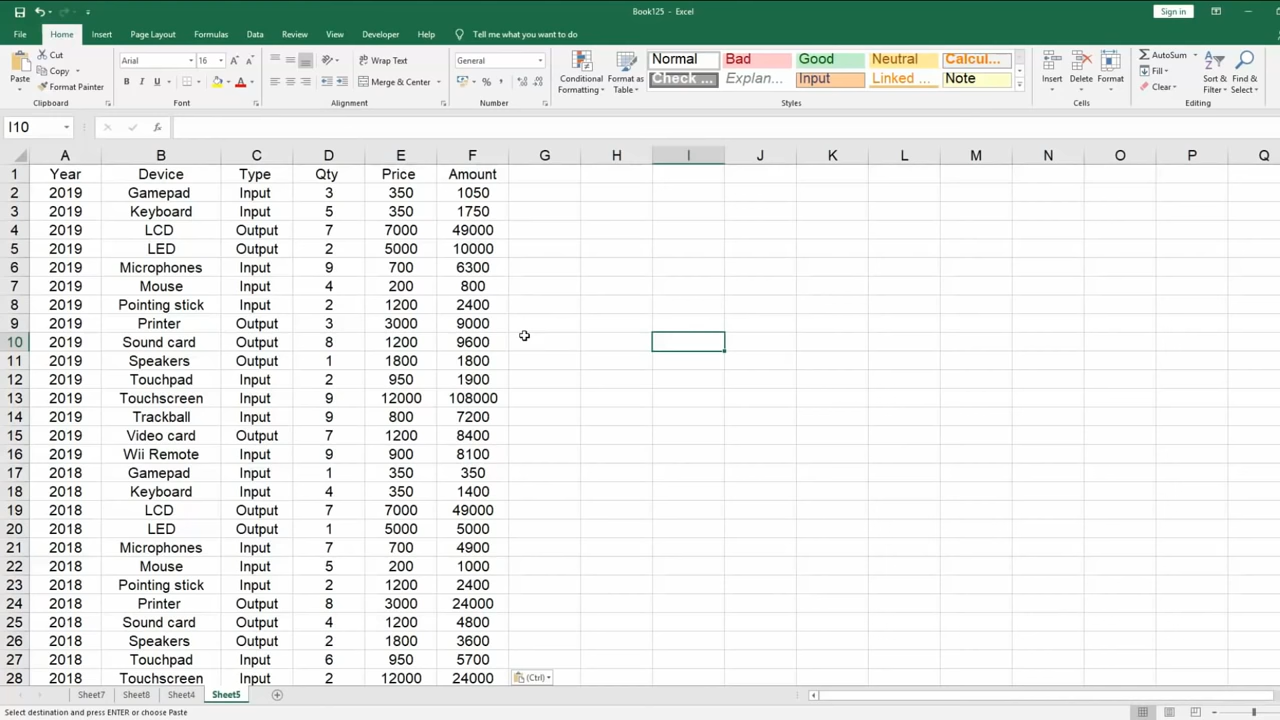 Book125 - Excel
Sign in
File Home Insert Page Layout Formulas Data Review View Developer Help Tell me what you want to do
Paste
Cut
Copy
Format Painter
Clipboard
Arial 16
Font
Wrap Text
Merge & Center
Alignment
General
Number
Conditional Formatting
Format as Table
Normal Bad Good Neutral Calcul...
Check ... Explan... Input Linked ... Note
Styles
Insert Delete Format
Cells
AutoSum
Fill
Clear
Sort & Filter
Find & Select
Editing
I10
fx
A B C D E F G H I J K L M N O P Q
1 Year Device Type Qty Price Amount
2 2019 Gamepad Input 3 350 1050
3 2019 Keyboard Input 5 350 1750
4 2019 LCD Output 7 7000 49000
5 2019 LED Output 2 5000 10000
6 2019 Microphones Input 9 700 6300
7 2019 Mouse Input 4 200 800
8 2019 Pointing stick Input 2 1200 2400
9 2019 Printer Output 3 3000 9000
10 2019 Sound card Output 8 1200 9600
11 2019 Speakers Output 1 1800 1800
12 2019 Touchpad Input 2 950 1900
13 2019 Touchscreen Input 9 12000 108000
14 2019 Trackball Input 9 800 7200
15 2019 Video card Output 7 1200 8400
16 2019 Wii Remote Input 9 900 8100
17 2018 Gamepad Input 1 350 350
18 2018 Keyboard Input 4 350 1400
19 2018 LCD Output 7 7000 49000
20 2018 LED Output 1 5000 5000
21 2018 Microphones Input 7 700 4900
22 2018 Mouse Input 5 200 1000
23 2018 Pointing stick Input 2 1200 2400
24 2018 Printer Output 8 3000 24000
25 2018 Sound card Output 4 1200 4800
26 2018 Speakers Output 2 1800 3600
27 2018 Touchpad Input 6 950 5700
28 2018 Touchscreen Input 2 12000 24000
(Ctrl)
Sheet7 Sheet8 Sheet4 Sheet5
Select destination and press ENTER or choose Paste